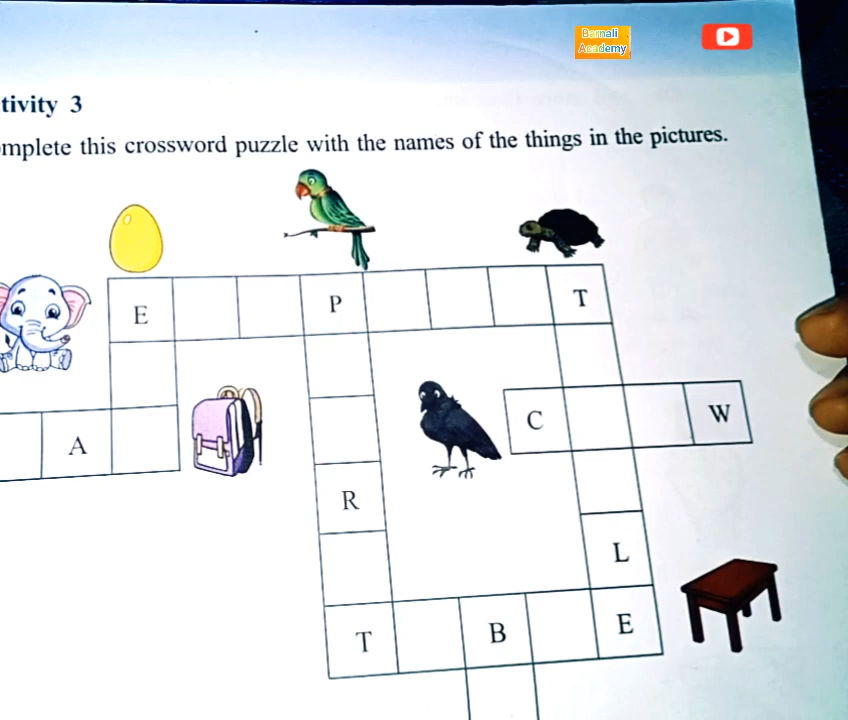 Barnali
Academy
tivity 3
mplete this crossword puzzle with the names of the things in the pictures.
E P T
C W
A
R
L
T B E